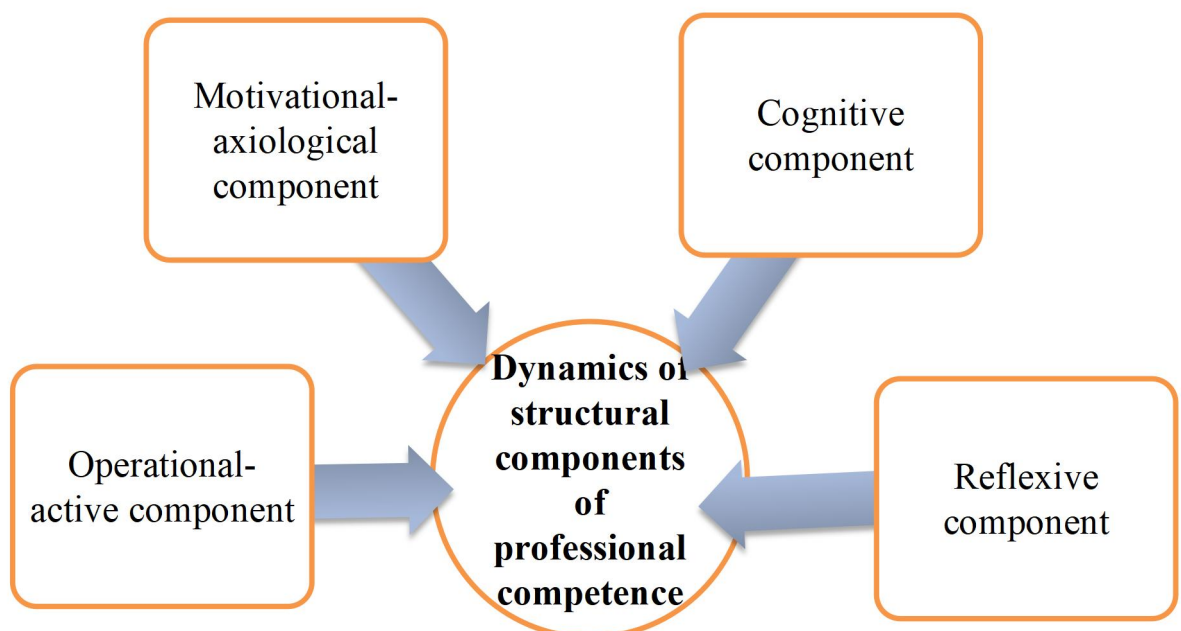 Motivational-
axiological
component
Cognitive
component
Operational-
active component
Dynamics of
structural
components
of
professional
competence
Reflexive
component